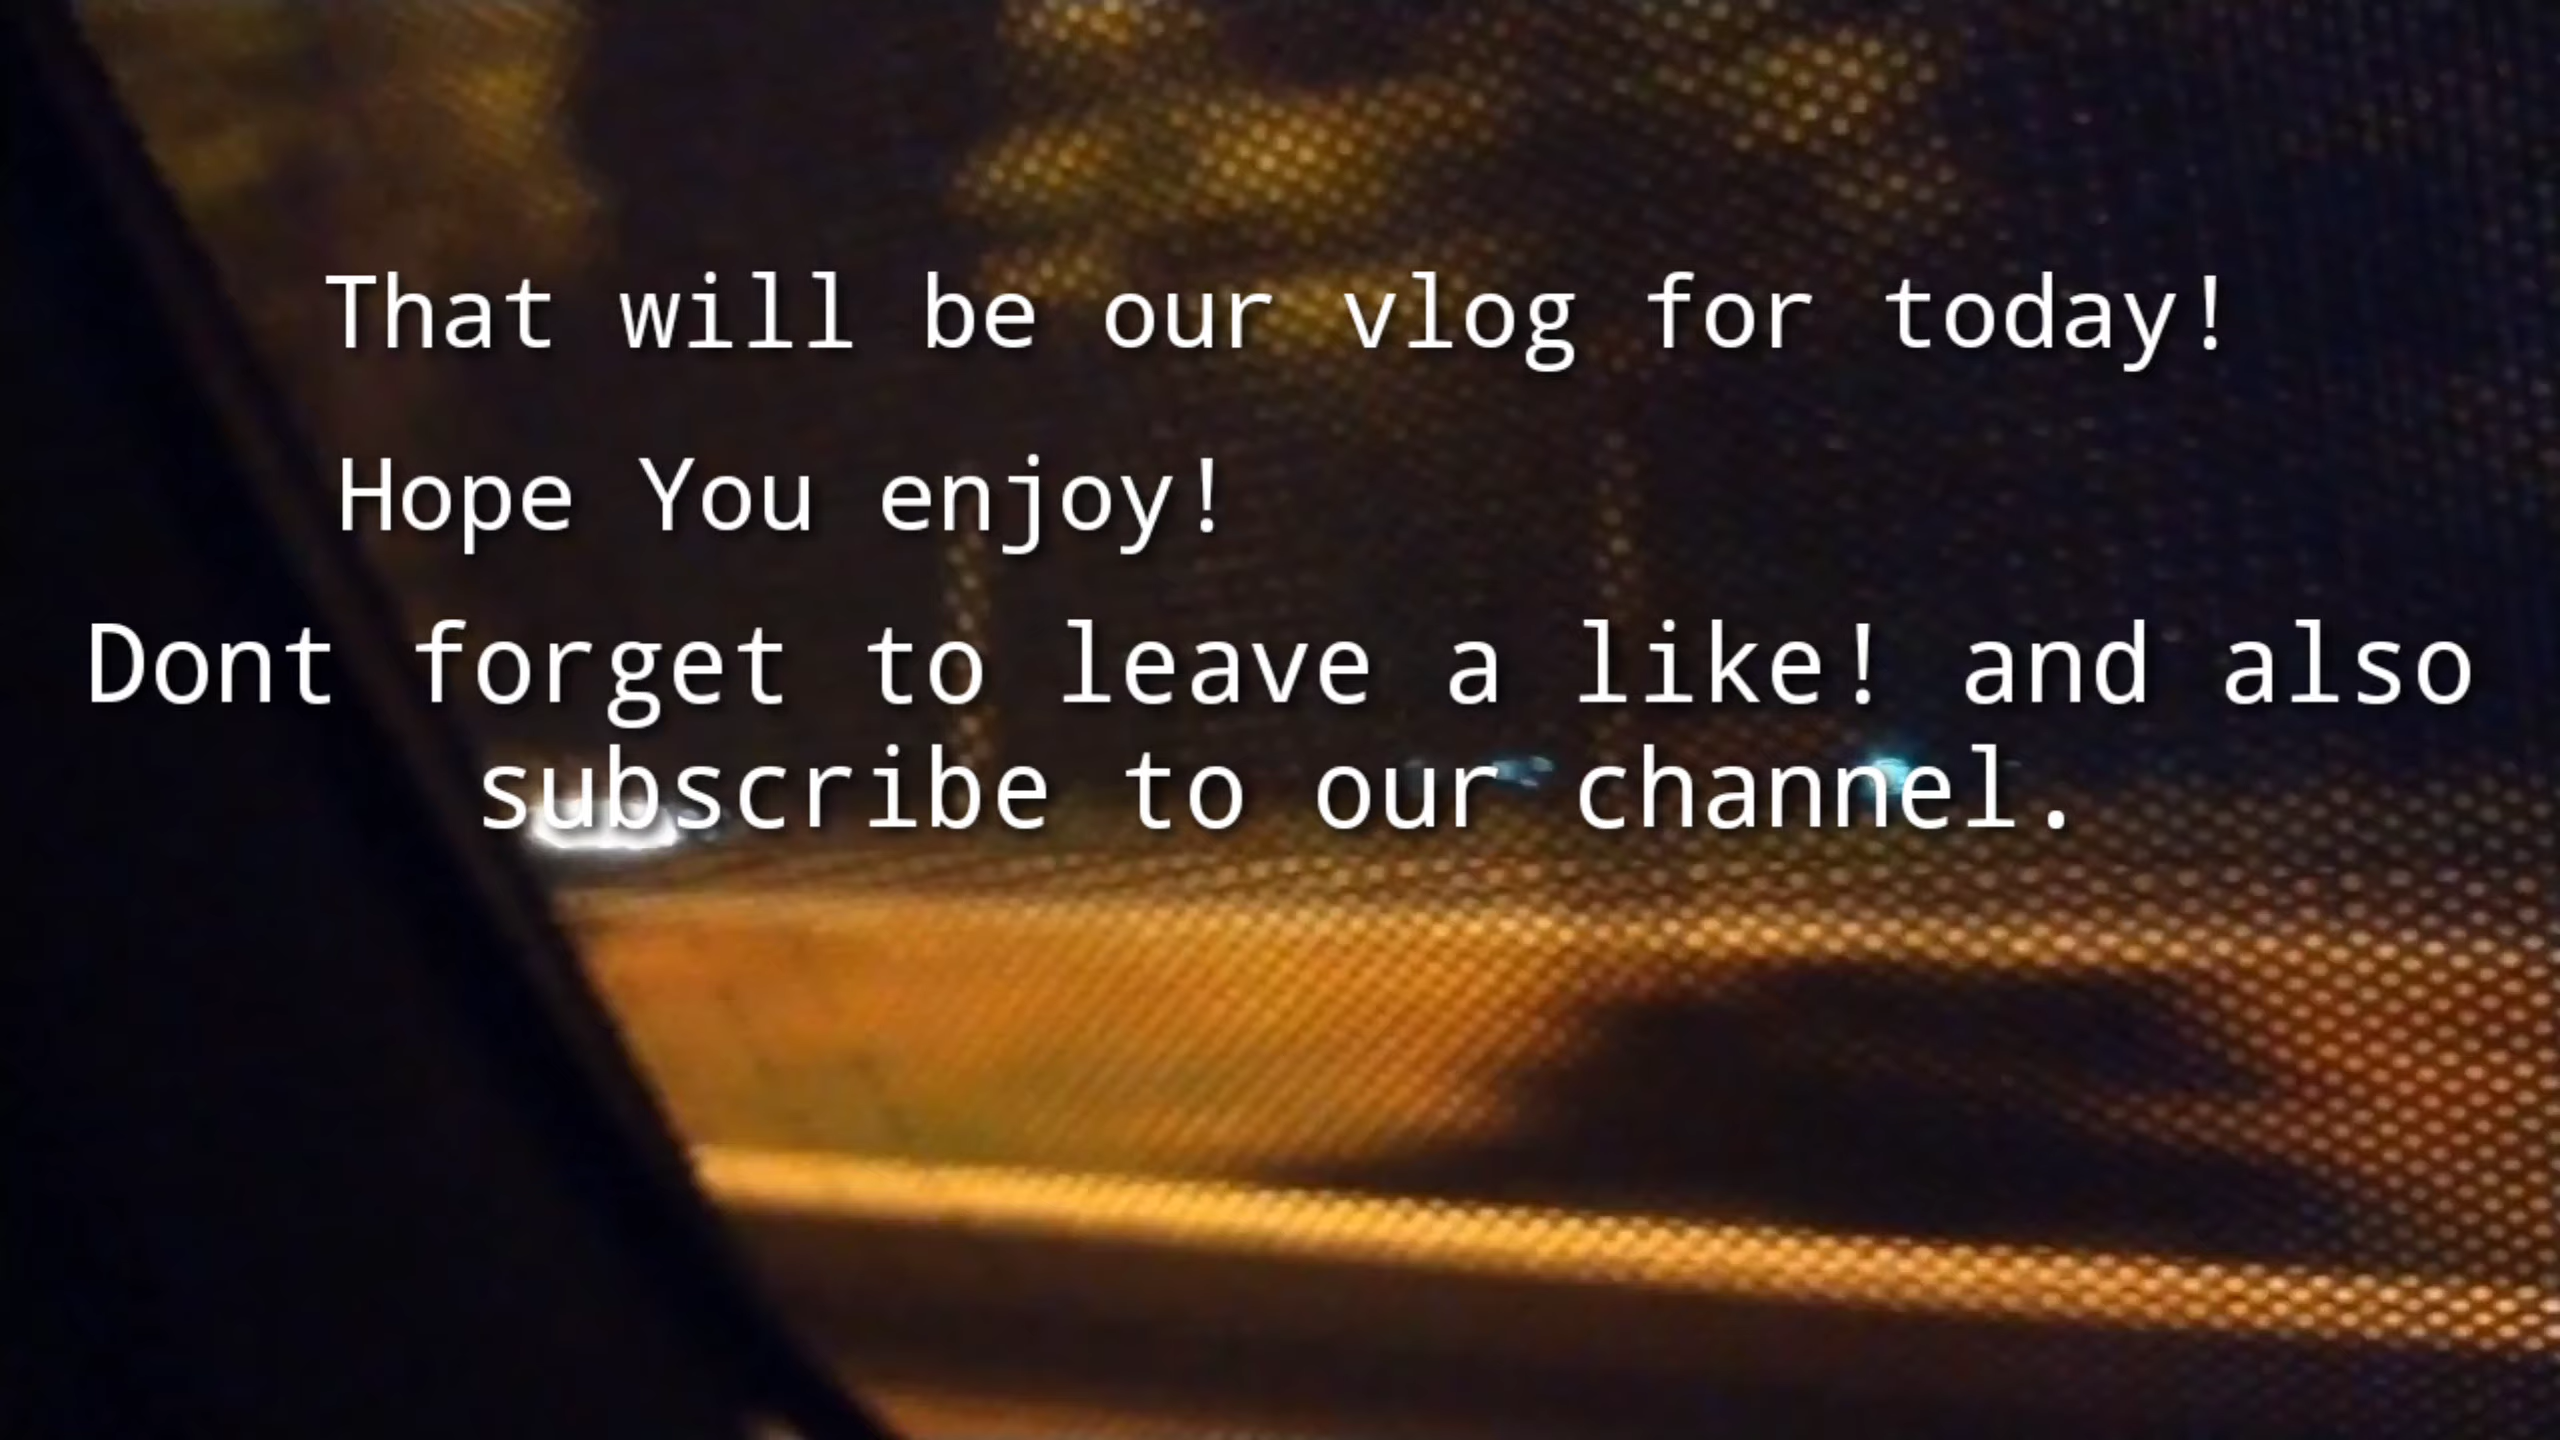 That will be our vlog for today!
Hope You enjoy!
Dont forget to leave a like! and also
subscribe to our channel.